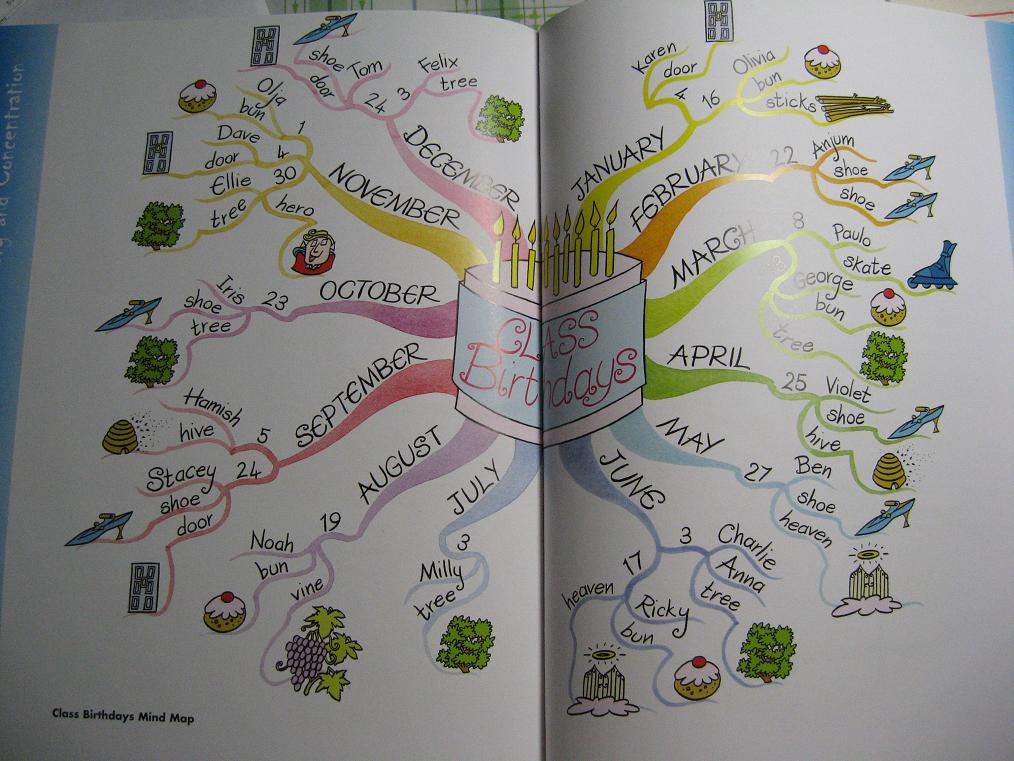 CLASS
Birthdays
JANUARY
4
Karen
door
16
Olivia
bun
sticks
FEBRUARY
22
Anjum
shoe
shoe
MARCH
8
Paulo
skate
13
George
bun
tree
APRIL
25
Violet
shoe
hive
MAY
27
Ben
shoe
heaven
JUNE
3
Charlie
Anna
tree
17
Ricky
bun
heaven
JULY
3
Milly
tree
AUGUST
19
Noah
bun
vine
SEPTEMBER
5
Hamish
hive
24
Stacey
shoe
door
OCTOBER
23
Iris
shoe
tree
NOVEMBER
1
Olja
bun
4
Dave
door
30
Ellie
tree
hero
DECEMBER
24
Tom
shoe
door
3
Felix
tree
and Concentration
Class Birthdays Mind Map